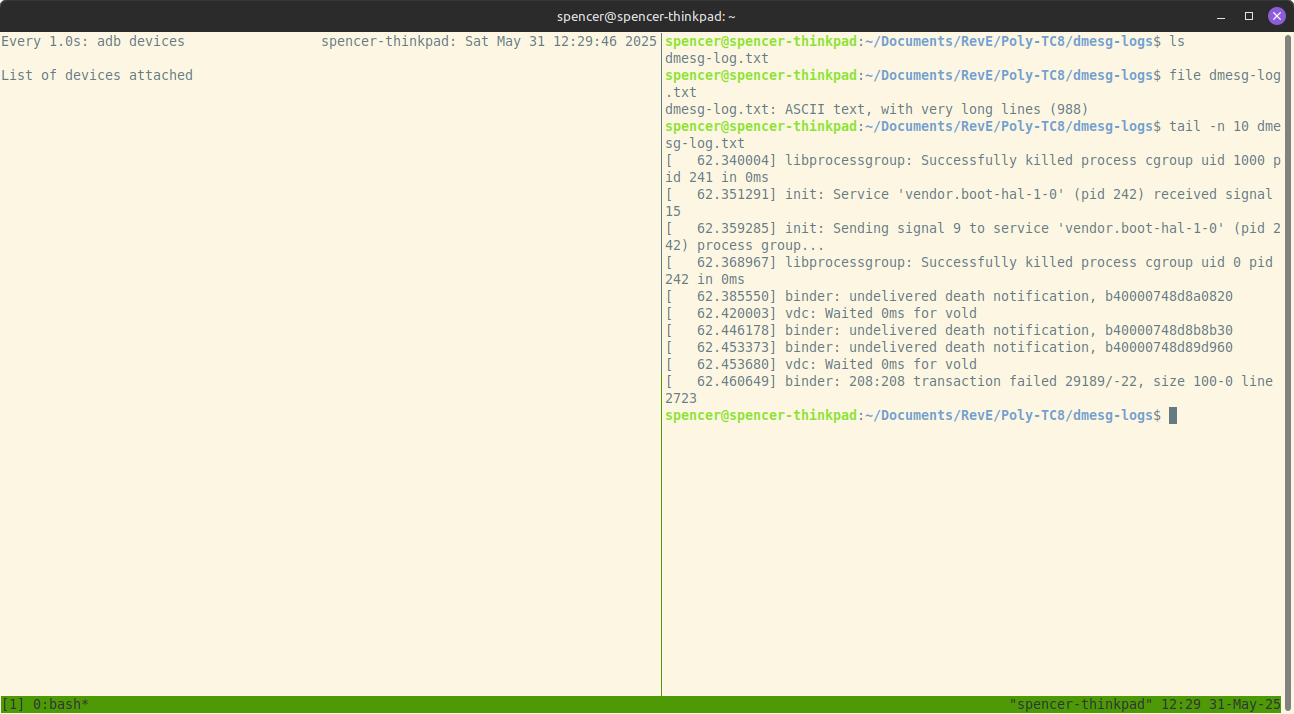 spencer@spencer-thinkpad: ~
Every 1.0s: adb devices spencer-thinkpad: Sat May 31 12:29:46 2025
List of devices attached
spencer@spencer-thinkpad:~/Documents/RevE/Poly-TC8/dmesg-logs$ ls
dmesg-log.txt
spencer@spencer-thinkpad:~/Documents/RevE/Poly-TC8/dmesg-logs$ file dmesg-log
.txt
dmesg-log.txt: ASCII text, with very long lines (988)
spencer@spencer-thinkpad:~/Documents/RevE/Poly-TC8/dmesg-logs$ tail -n 10 dme
sg-log.txt
[   62.340004] libprocessgroup: Successfully killed process cgroup uid 1000 p
id 241 in 0ms
[   62.351291] init: Service 'vendor.boot-hal-1-0' (pid 242) received signal
15
[   62.359285] init: Sending signal 9 to service 'vendor.boot-hal-1-0' (pid 2
42) process group...
[   62.368967] libprocessgroup: Successfully killed process cgroup uid 0 pid
242 in 0ms
[   62.385550] binder: undelivered death notification, b40000748d8a0820
[   62.420003] vdc: Waited 0ms for vold
[   62.446178] binder: undelivered death notification, b40000748d8b8b30
[   62.453373] binder: undelivered death notification, b40000748d89d960
[   62.453680] vdc: Waited 0ms for vold
[   62.460649] binder: 208:208 transaction failed 29189/-22, size 100-0 line
2723
spencer@spencer-thinkpad:~/Documents/RevE/Poly-TC8/dmesg-logs$
[1] 0:bash* "spencer-thinkpad" 12:29 31-May-25